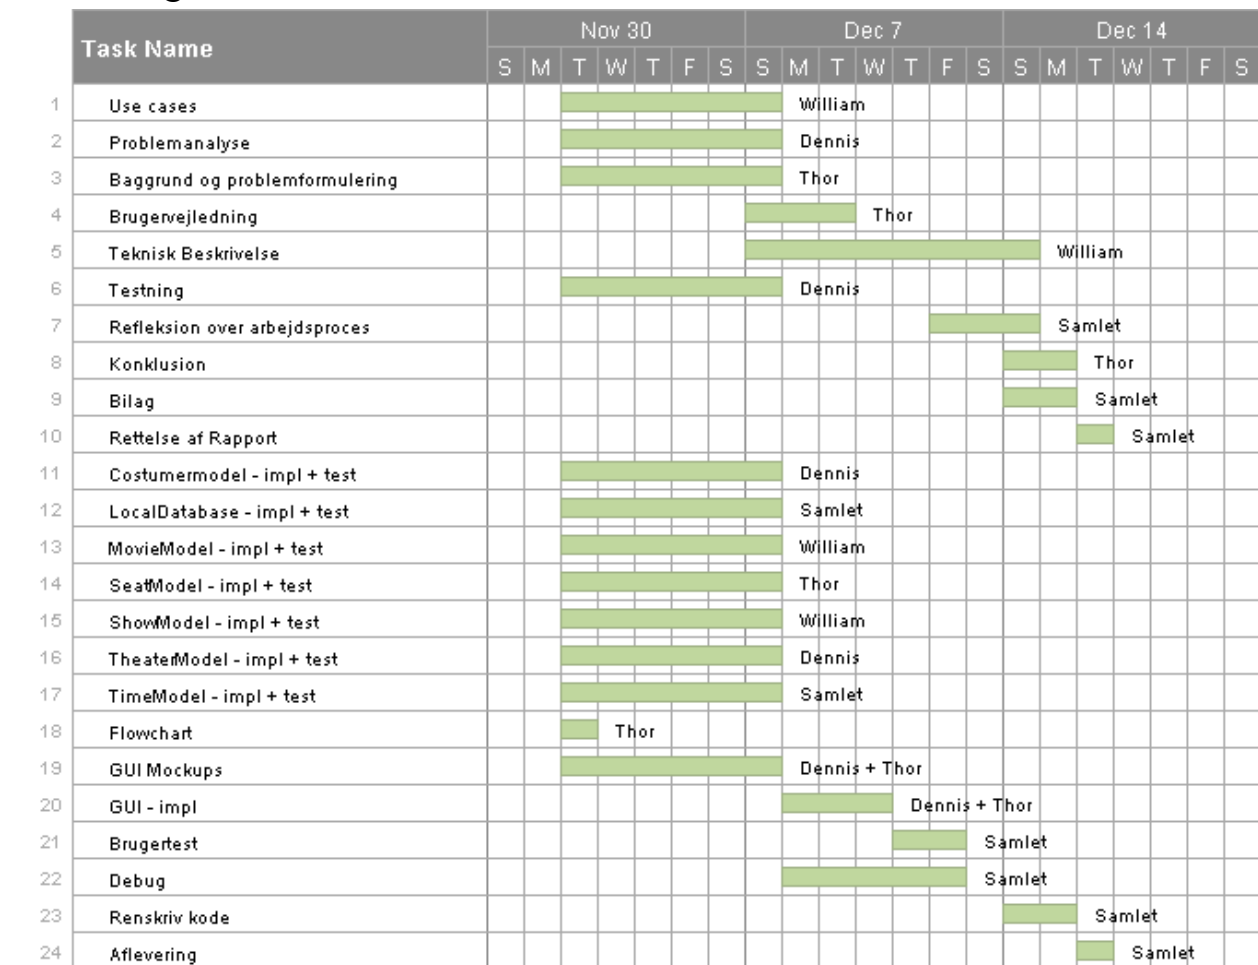 Task Name
Nov 30 Dec 7 Dec 14
S M T W T F S S M T W T F S S M T W T F S
1 Use cases William
2 Problemanalyse Dennis
3 Baggrund og problemformulering Thor
4 Brugervejledning Thor
5 Teknisk Beskrivelse William
6 Testning Dennis
7 Refleksion over arbejdsproces Samlet
8 Konklusion Thor
9 Bilag Samlet
10 Rettelse af Rapport Samlet
11 Costumermodel - impl + test Dennis
12 LocalDatabase - impl + test Samlet
13 MovieModel - impl + test William
14 SeatModel - impl + test Thor
15 ShowModel - impl + test William
16 TheaterModel - impl + test Dennis
17 TimeModel - impl + test Samlet
18 Flowchart Thor
19 GUI Mockups Dennis + Thor
20 GUI - impl Dennis + Thor
21 Brugertest Samlet
22 Debug Samlet
23 Renskriv kode Samlet
24 Aflevering Samlet